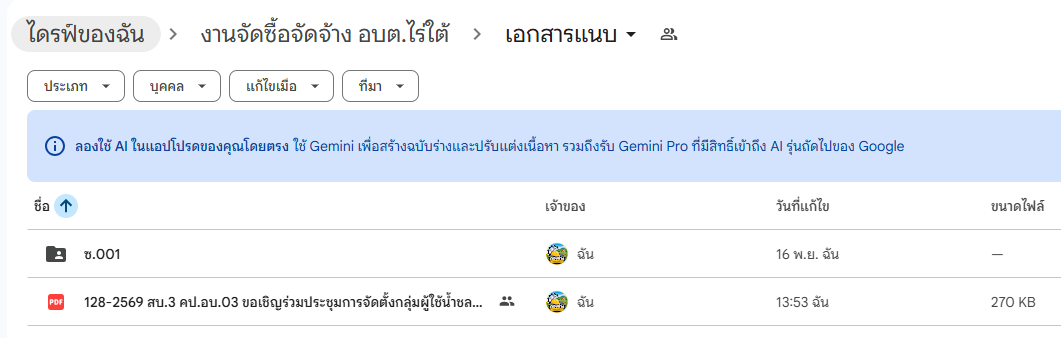 ไดรฟ์ของฉัน > งานจัดซื้อจัดจ้าง อบต.ไร่ใต้ > เอกสารแนบ
ประเภท บุคคล แก้ไขเมื่อ ที่มา
ลองใช้ AI ในแอปโปรดของคุณโดยตรง ใช้ Gemini เพื่อสร้างฉบับร่างและปรับแต่งเนื้อหา รวมถึงรับ Gemini Pro ที่มีสิทธิ์เข้าถึง AI รุ่นถัดไปของ Google
ชื่อ เจ้าของ วันที่แก้ไข ขนาดไฟล์
ซ.001 ฉัน 16 พ.ย. ฉัน —
PDF 128-2569 สบ.3 คป.อบ.03 ขอเชิญร่วมประชุมการจัดตั้งกลุ่มผู้ใช้น้ำชล... ฉัน 13:53 ฉัน 270 KB